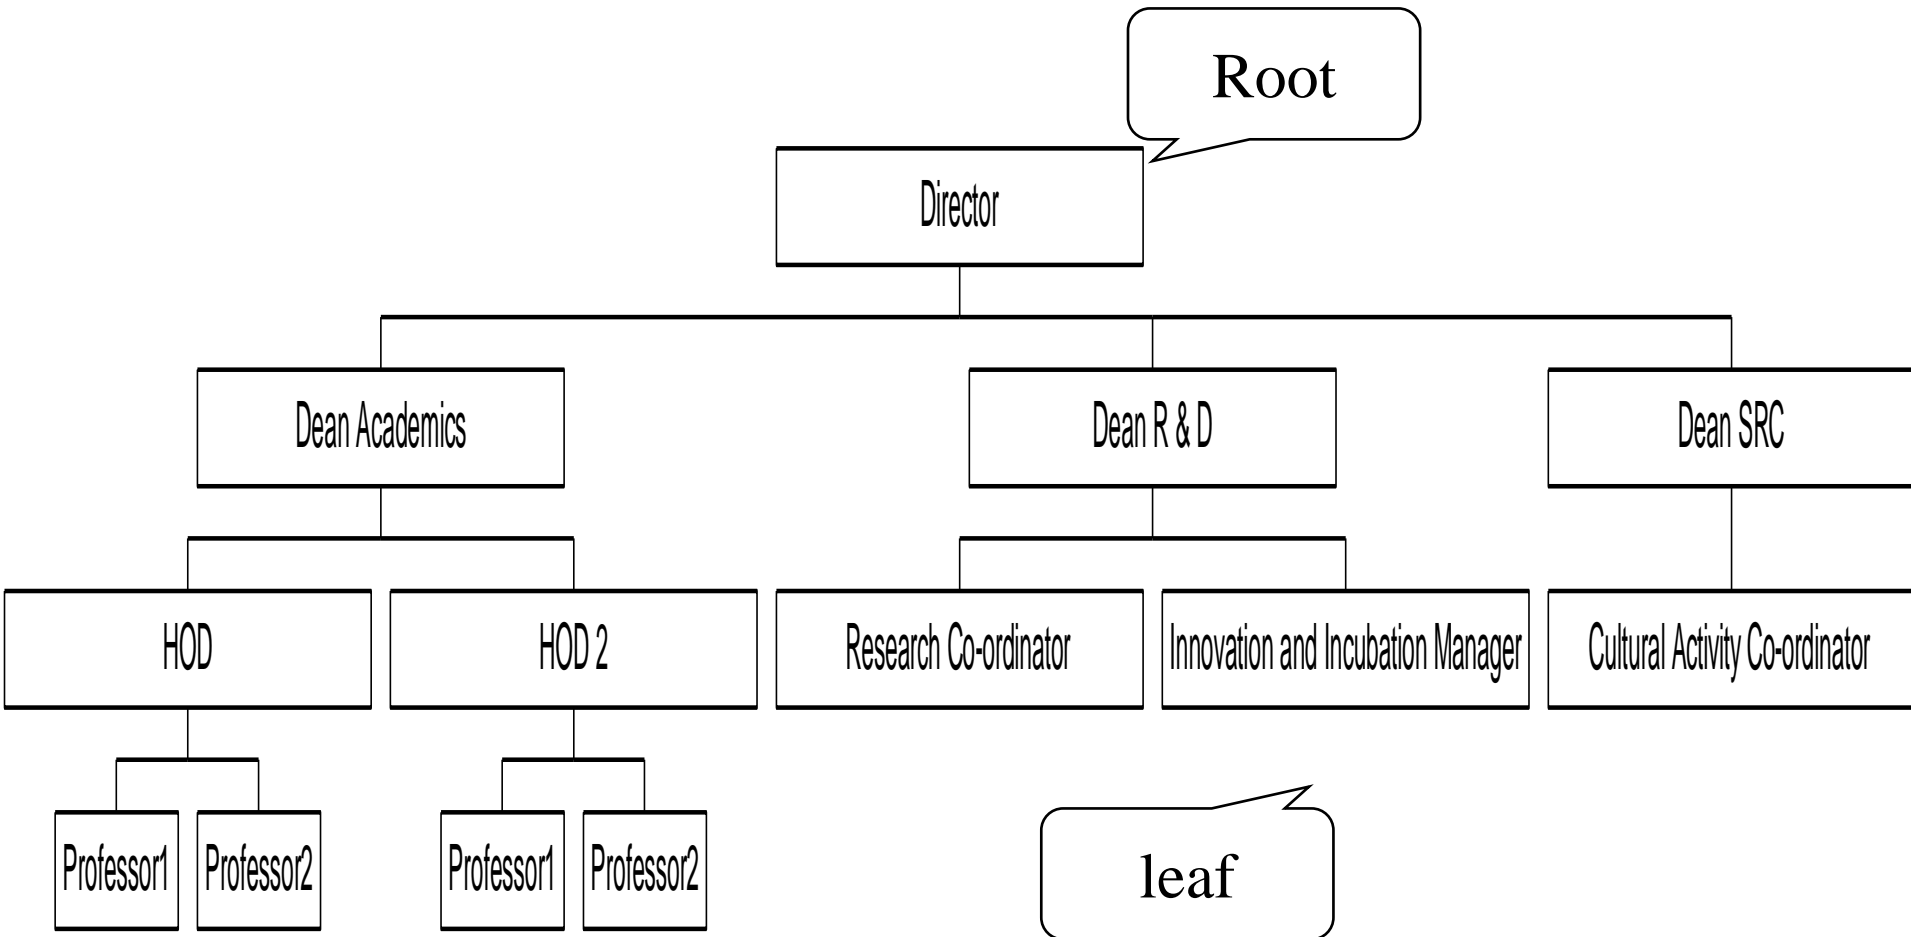 Root
Director
Dean Academics
Dean R & D
Dean SRC
HOD
HOD 2
Research Co-ordinator
Innovation and Incubation Manager
Cultural Activity Co-ordinator
Professor1
Professor2
Professor1
Professor2
leaf